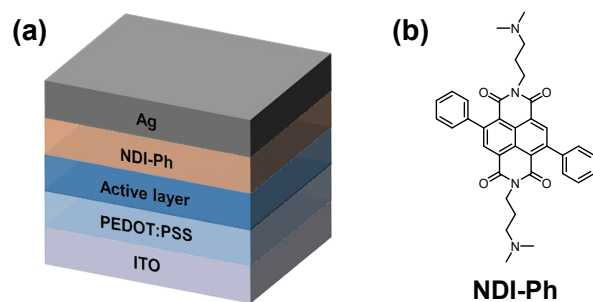 (a)
Ag
NDI-Ph
Active layer
PEDOT:PSS
ITO
(b)
N
O N O
O N O
N
NDI-Ph